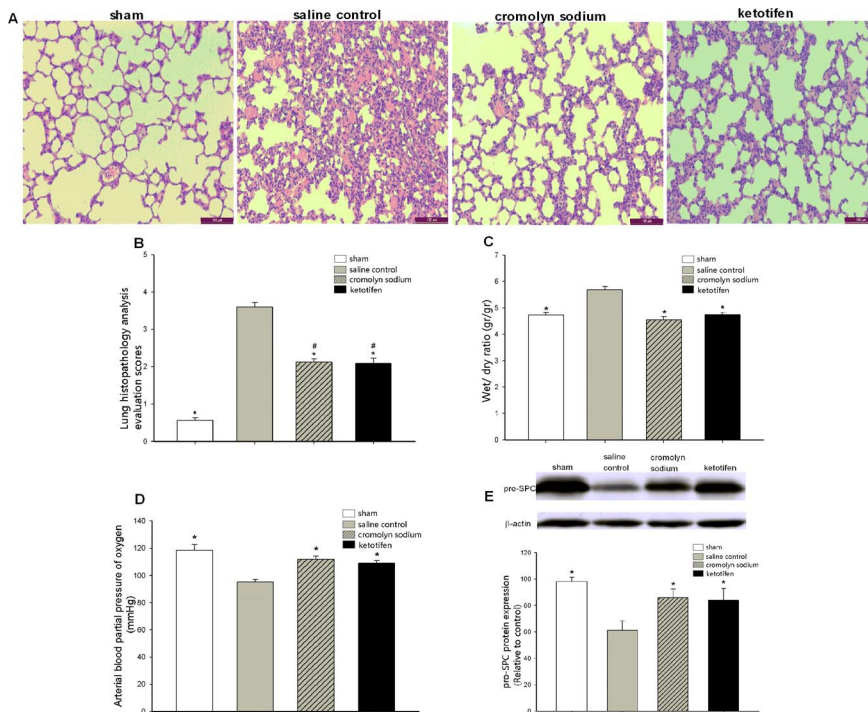 A
sham
saline control
cromolyn sodium
ketotifen
B
sham
saline control
cromolyn sodium
ketotifen
Lung histopathology analysis
evaluation scores
5
4
3
2
1
0
*
#
*
#
*
C
sham
saline control
cromolyn sodium
ketotifen
Wet/ dry ratio (gr/gr)
7
6
5
4
3
2
1
0
*
*
*
D
sham
saline control
cromolyn sodium
ketotifen
Arterial blood partial pressure of oxygen
(mmHg)
140
120
100
80
60
40
20
0
*
*
*
E
sham
saline
control
cromolyn
sodium
ketotifen
pro-SPC
β-actin
sham
saline control
cromolyn sodium
ketotifen
pro-SPC protein expression
(Relative to control)
120
100
80
60
40
20
0
*
*
*